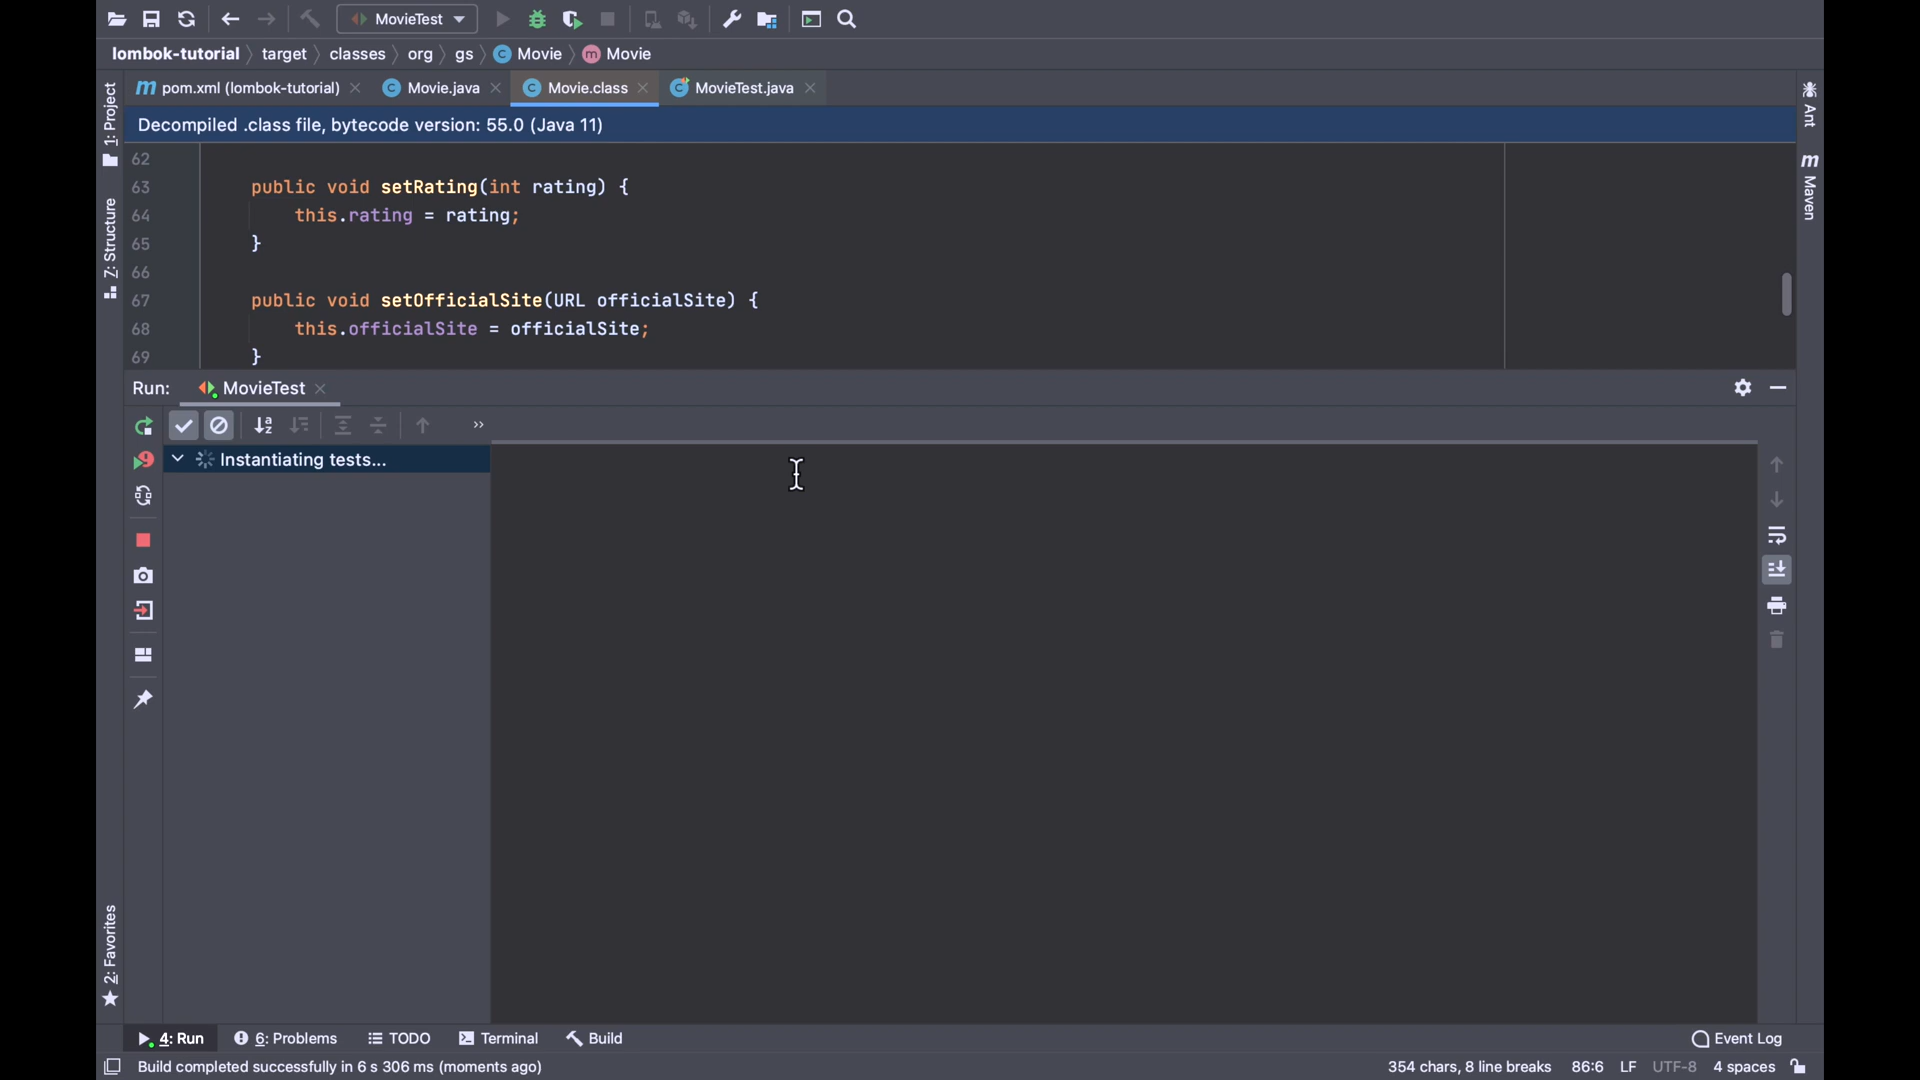 MovieTest
lombok-tutorial target classes org gs C Movie m Movie
m pom.xml (lombok-tutorial) C Movie.java C Movie.class C MovieTest.java
Decompiled .class file, bytecode version: 55.0 (Java 11)
62
63 public void setRating(int rating) {
64 this.rating = rating;
65 }
66
67 public void setOfficialSite(URL officialSite) {
68 this.officialSite = officialSite;
69 }
Run: MovieTest
Instantiating tests...
1: Project
Z: Structure
2: Favorites
Ant
m Maven
4: Run 6: Problems TODO Terminal Build Event Log
Build completed successfully in 6 s 306 ms (moments ago) 354 chars, 8 line breaks 86:6 LF UTF-8 4 spaces